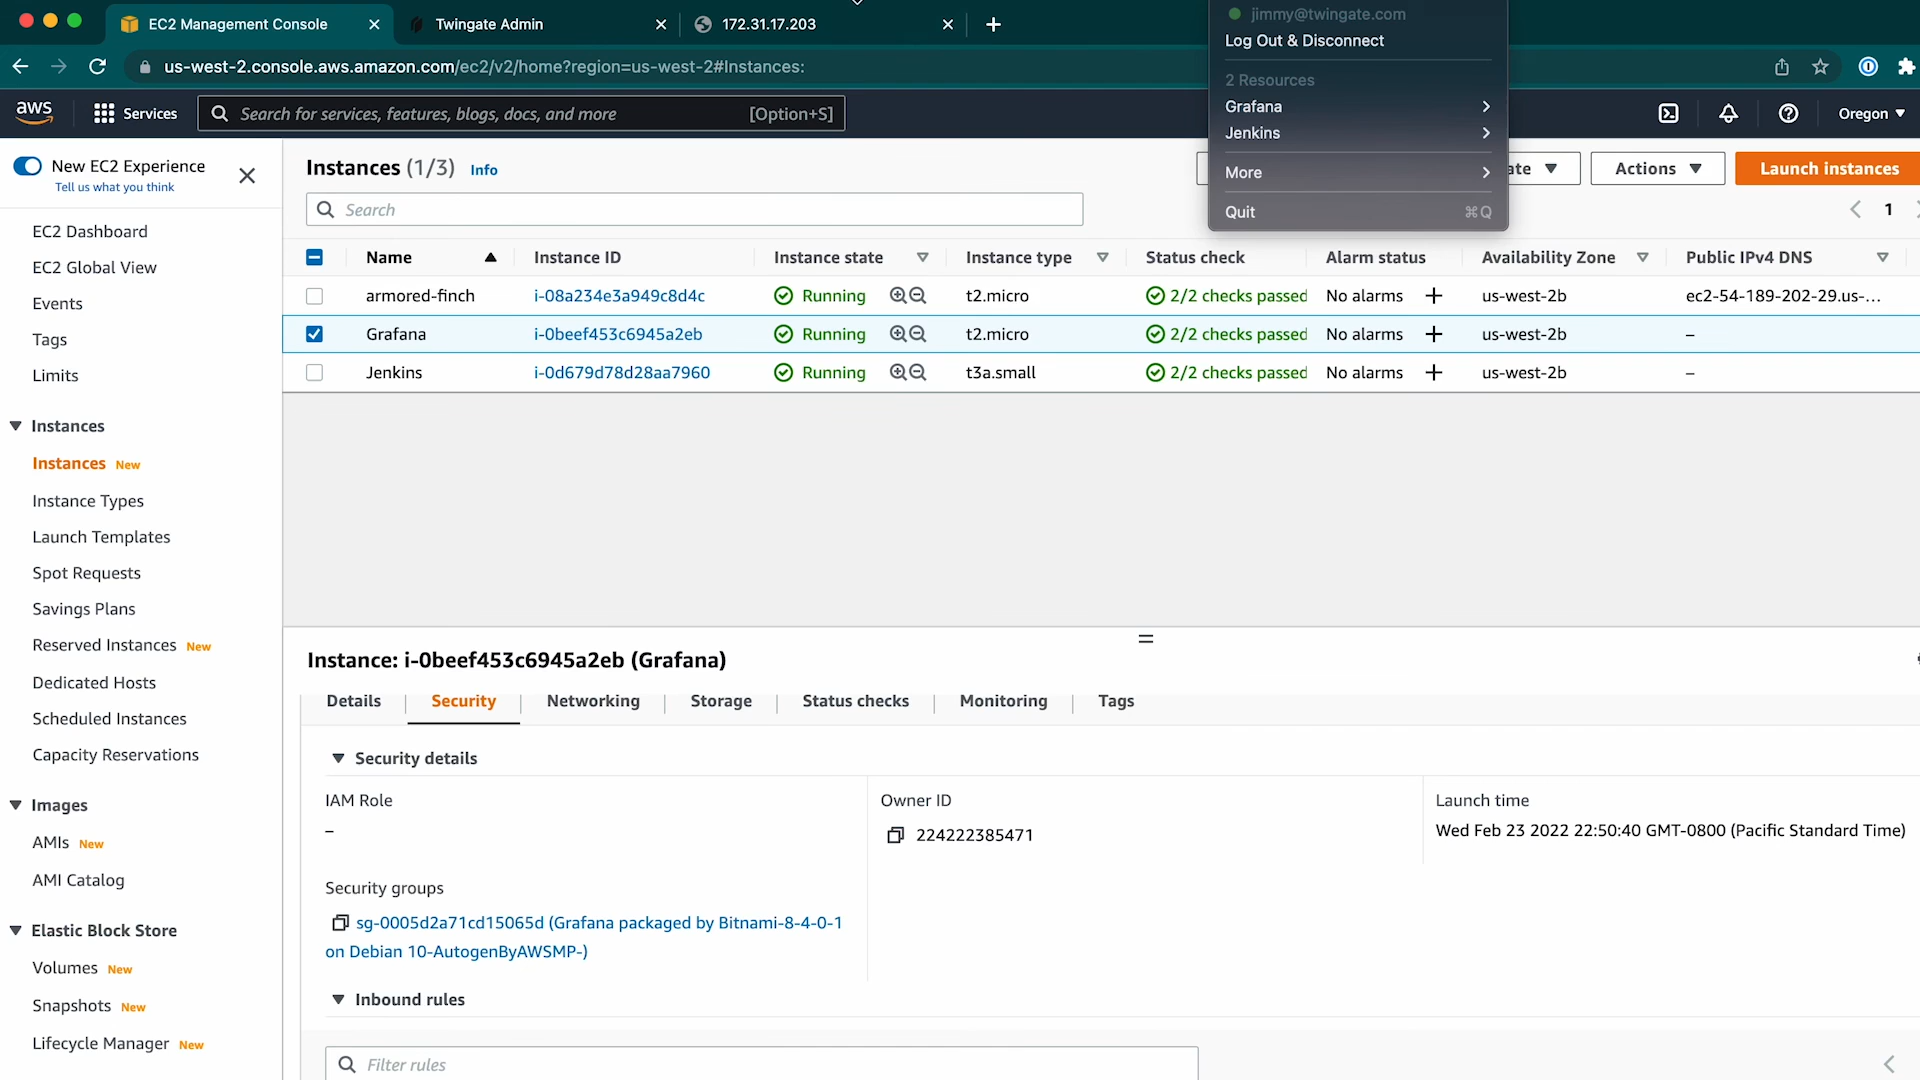 EC2 Management Console
Twingate Admin
172.31.17.203
us-west-2.console.aws.amazon.com/ec2/v2/home?region=us-west-2#Instances:
jimmy@twingate.com
Log Out & Disconnect
2 Resources
Grafana
Jenkins
More
Quit ⌘Q
aws
Services
Search for services, features, blogs, docs, and more [Option+S]
Oregon
New EC2 Experience
Tell us what you think
EC2 Dashboard
EC2 Global View
Events
Tags
Limits
Instances
Instances New
Instance Types
Launch Templates
Spot Requests
Savings Plans
Reserved Instances New
Dedicated Hosts
Scheduled Instances
Capacity Reservations
Images
AMIs New
AMI Catalog
Elastic Block Store
Volumes New
Snapshots New
Lifecycle Manager New
Instances (1/3) Info
ate
Actions
Launch instances
Search
1
Name Instance ID Instance state Instance type Status check Alarm status Availability Zone Public IPv4 DNS
armored-finch i-08a234e3a949c8d4c Running t2.micro 2/2 checks passed No alarms + us-west-2b ec2-54-189-202-29.us-...
Grafana i-0beef453c6945a2eb Running t2.micro 2/2 checks passed No alarms + us-west-2b –
Jenkins i-0d679d78d28aa7960 Running t3a.small 2/2 checks passed No alarms + us-west-2b –
Instance: i-0beef453c6945a2eb (Grafana)
Details Security Networking Storage Status checks Monitoring Tags
Security details
IAM Role
–
Owner ID
224222385471
Launch time
Wed Feb 23 2022 22:50:40 GMT-0800 (Pacific Standard Time)
Security groups
sg-0005d2a71cd15065d (Grafana packaged by Bitnami-8-4-0-1
on Debian 10-AutogenByAWSMP-)
Inbound rules
Filter rules